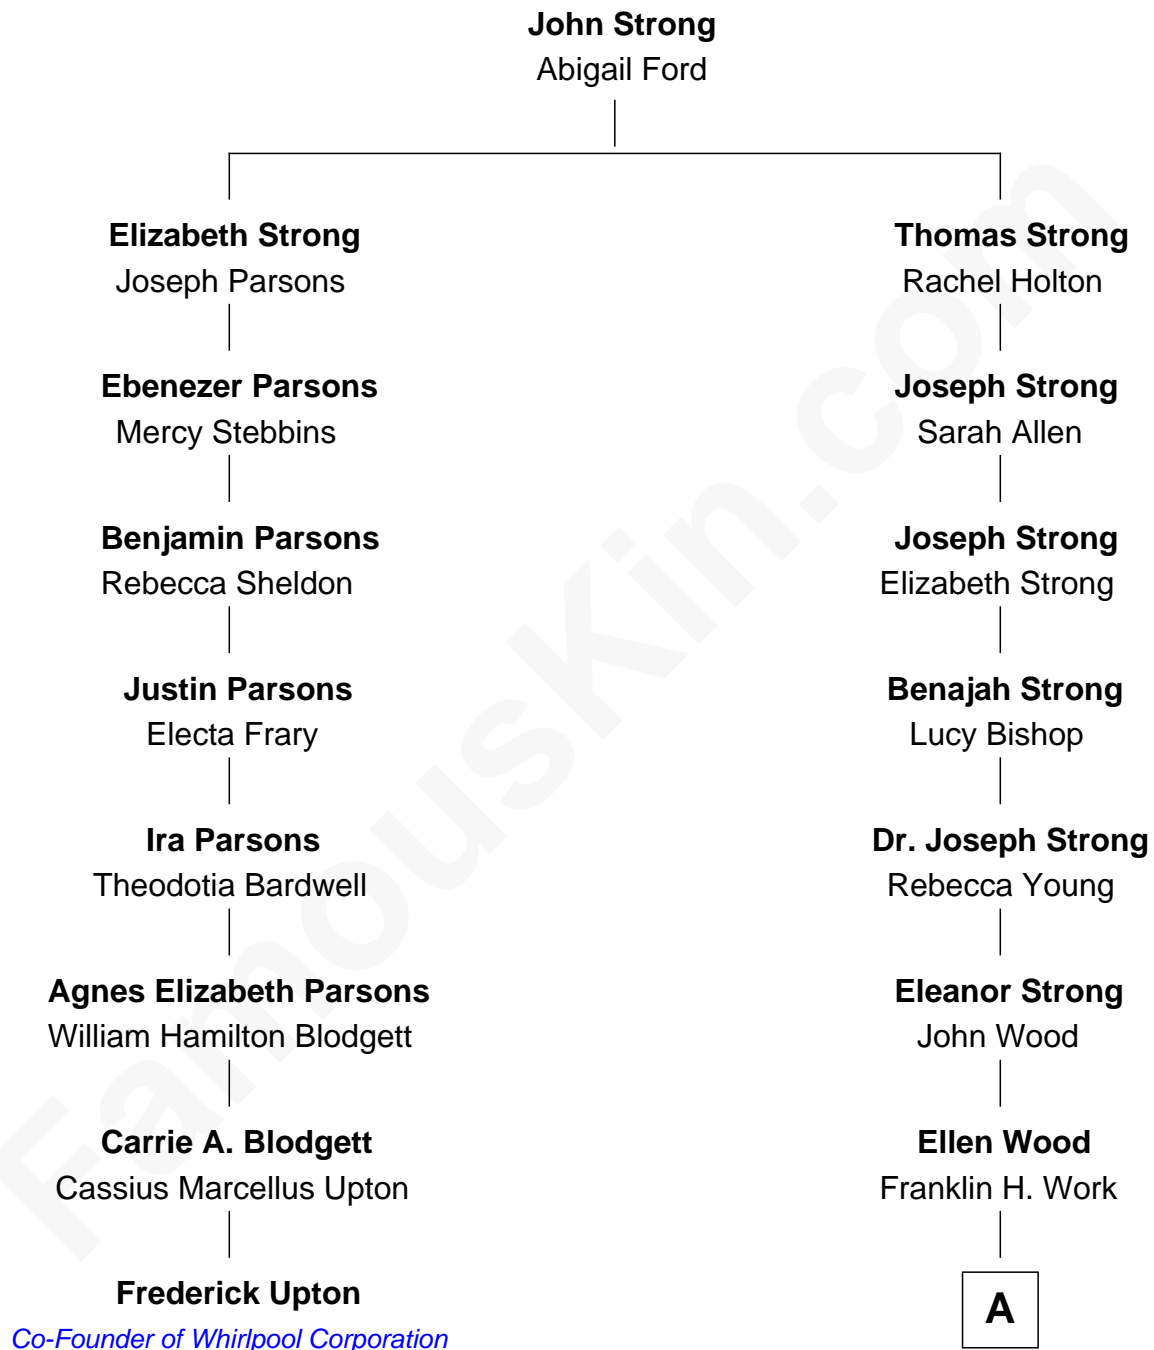 John Strong
Abigail Ford
Elizabeth Strong
Joseph Parsons
Thomas Strong
Rachel Holton
Ebenezer Parsons
Mercy Stebbins
Joseph Strong
Sarah Allen
Benjamin Parsons
Rebecca Sheldon
Joseph Strong
Elizabeth Strong
Justin Parsons
Electa Frary
Benajah Strong
Lucy Bishop
Ira Parsons
Theodotia Bardwell
Dr. Joseph Strong
Rebecca Young
Agnes Elizabeth Parsons
William Hamilton Blodgett
Eleanor Strong
John Wood
Carrie A. Blodgett
Cassius Marcellus Upton
Ellen Wood
Franklin H. Work
Frederick Upton
Co-Founder of Whirlpool Corporation
A
FamousKin.com